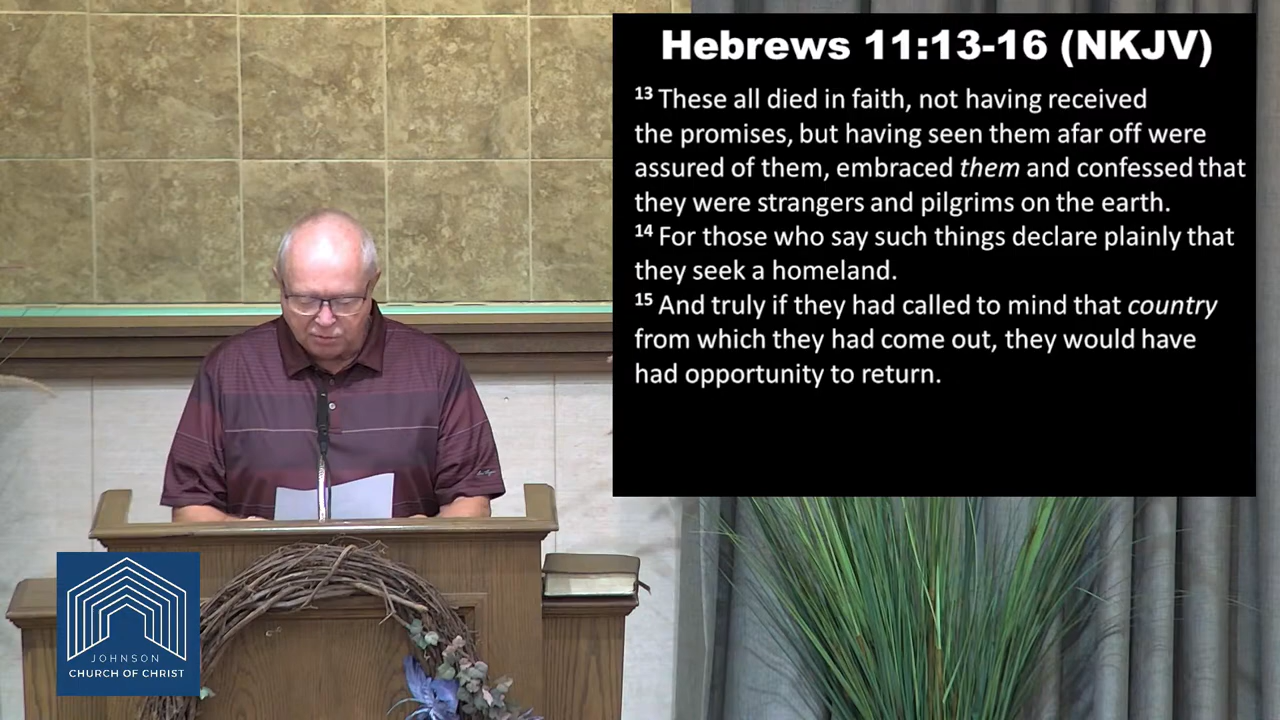 Hebrews 11:13-16 (NKJV)
13 These all died in faith, not having received
the promises, but having seen them afar off were
assured of them, embraced them and confessed that
they were strangers and pilgrims on the earth.
14 For those who say such things declare plainly that
they seek a homeland.
15 And truly if they had called to mind that country
from which they had come out, they would have
had opportunity to return.
JOHNSON
CHURCH OF CHRIST